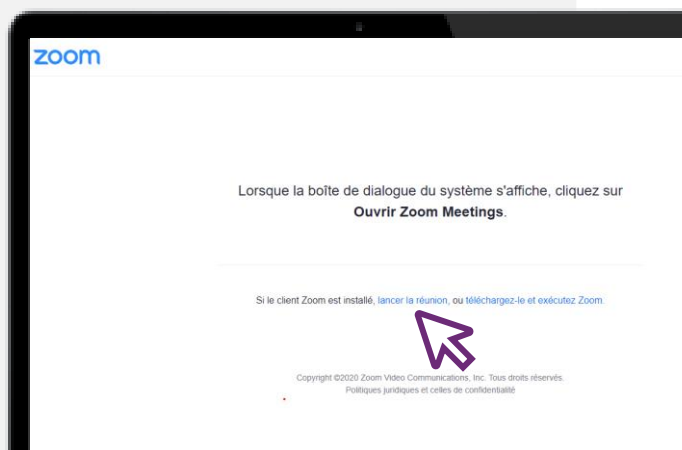 zoom
Lorsque la boîte de dialogue du système s'affiche, cliquez sur
Ouvrir Zoom Meetings.
Si le client Zoom est installé, lancer la réunion, ou téléchargez-le et exécutez Zoom.
Copyright ©2020 Zoom Video Communications, Inc. Tous droits réservés.
Politiques juridiques et celles de confidentialité